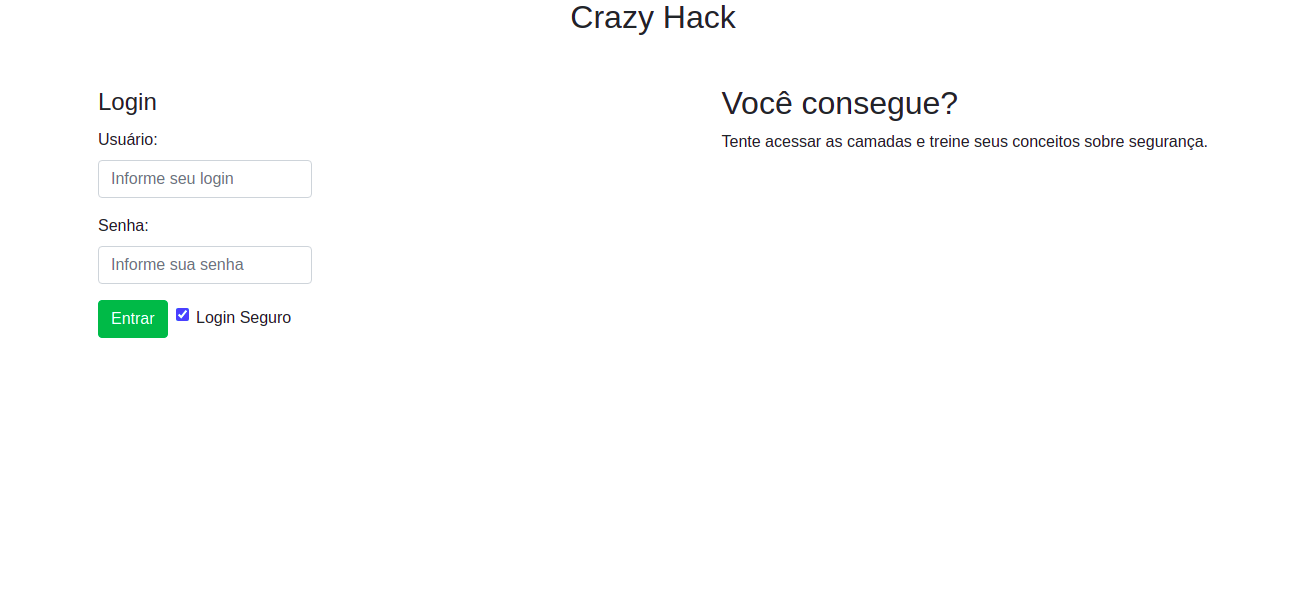 Crazy Hack
Login
Usuário:
Informe seu login
Senha:
Informe sua senha
Entrar
Login Seguro
Você consegue?
Tente acessar as camadas e treine seus conceitos sobre segurança.